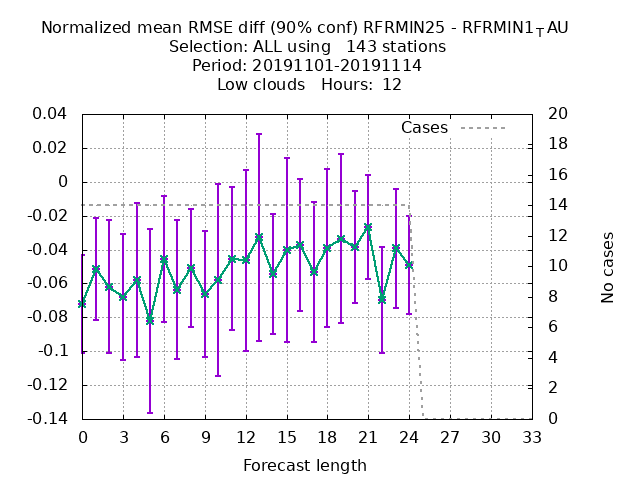 Normalized mean RMSE diff (90% conf) RFRMIN25 - RFRMIN1_TAU
Selection: ALL using   143 stations
Period: 20191101-20191114
Low clouds   Hours:  12
Cases
0.04
0.02
0
-0.02
-0.04
-0.06
-0.08
-0.1
-0.12
-0.14
20
18
16
14
12
10
8
6
4
2
0
No cases
0 3 6 9 12 15 18 21 24 27 30 33
Forecast length